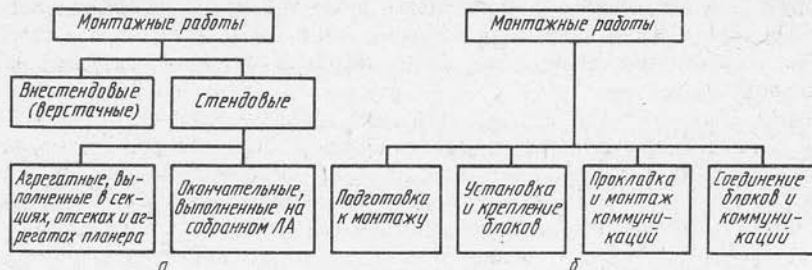 Монтажные работы
Внестендовые
(верстачные)
Стендовые
Агрегатные, вы-
полненные в сек-
циях, отсеках и аг-
регатах планера
Окончательные,
выполненные на
собранном ЛА
а
Монтажные работы
Подготовка
к монтажу
Установка
и крепление
блоков
Прокладка
и монтаж
коммуни-
каций
Соединение
блоков и
коммуни-
каций
б